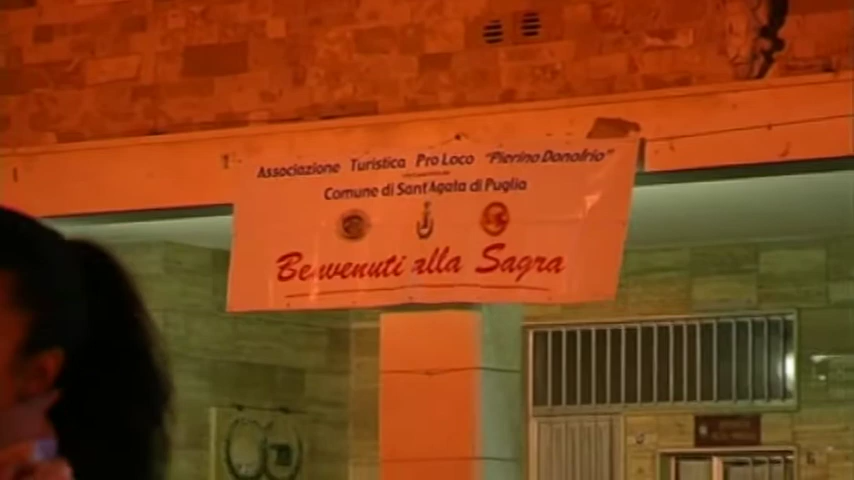 Associazione Turistica Pro Loco "Pierino Donofrio"
Comune di Sant'Agata di Puglia
Benvenuti alla Sagra